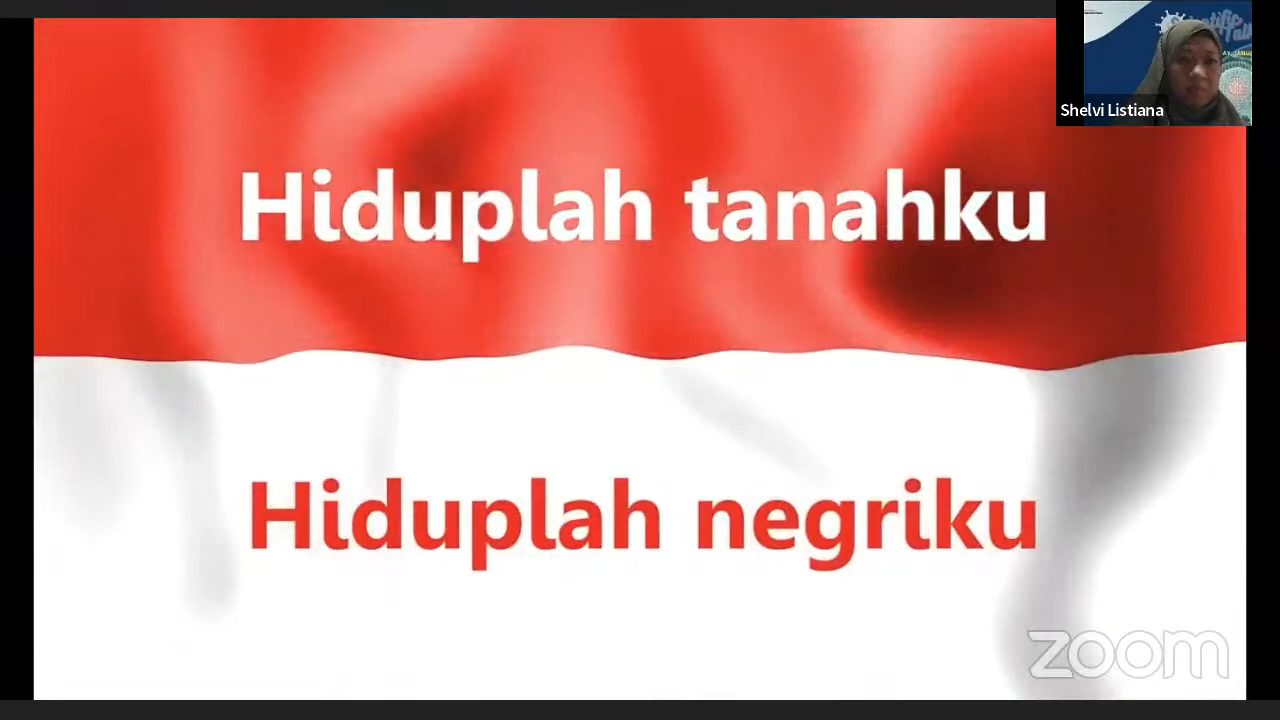 Hiduplah tanahku
Hiduplah negriku
Shelvi Listiana
zoom